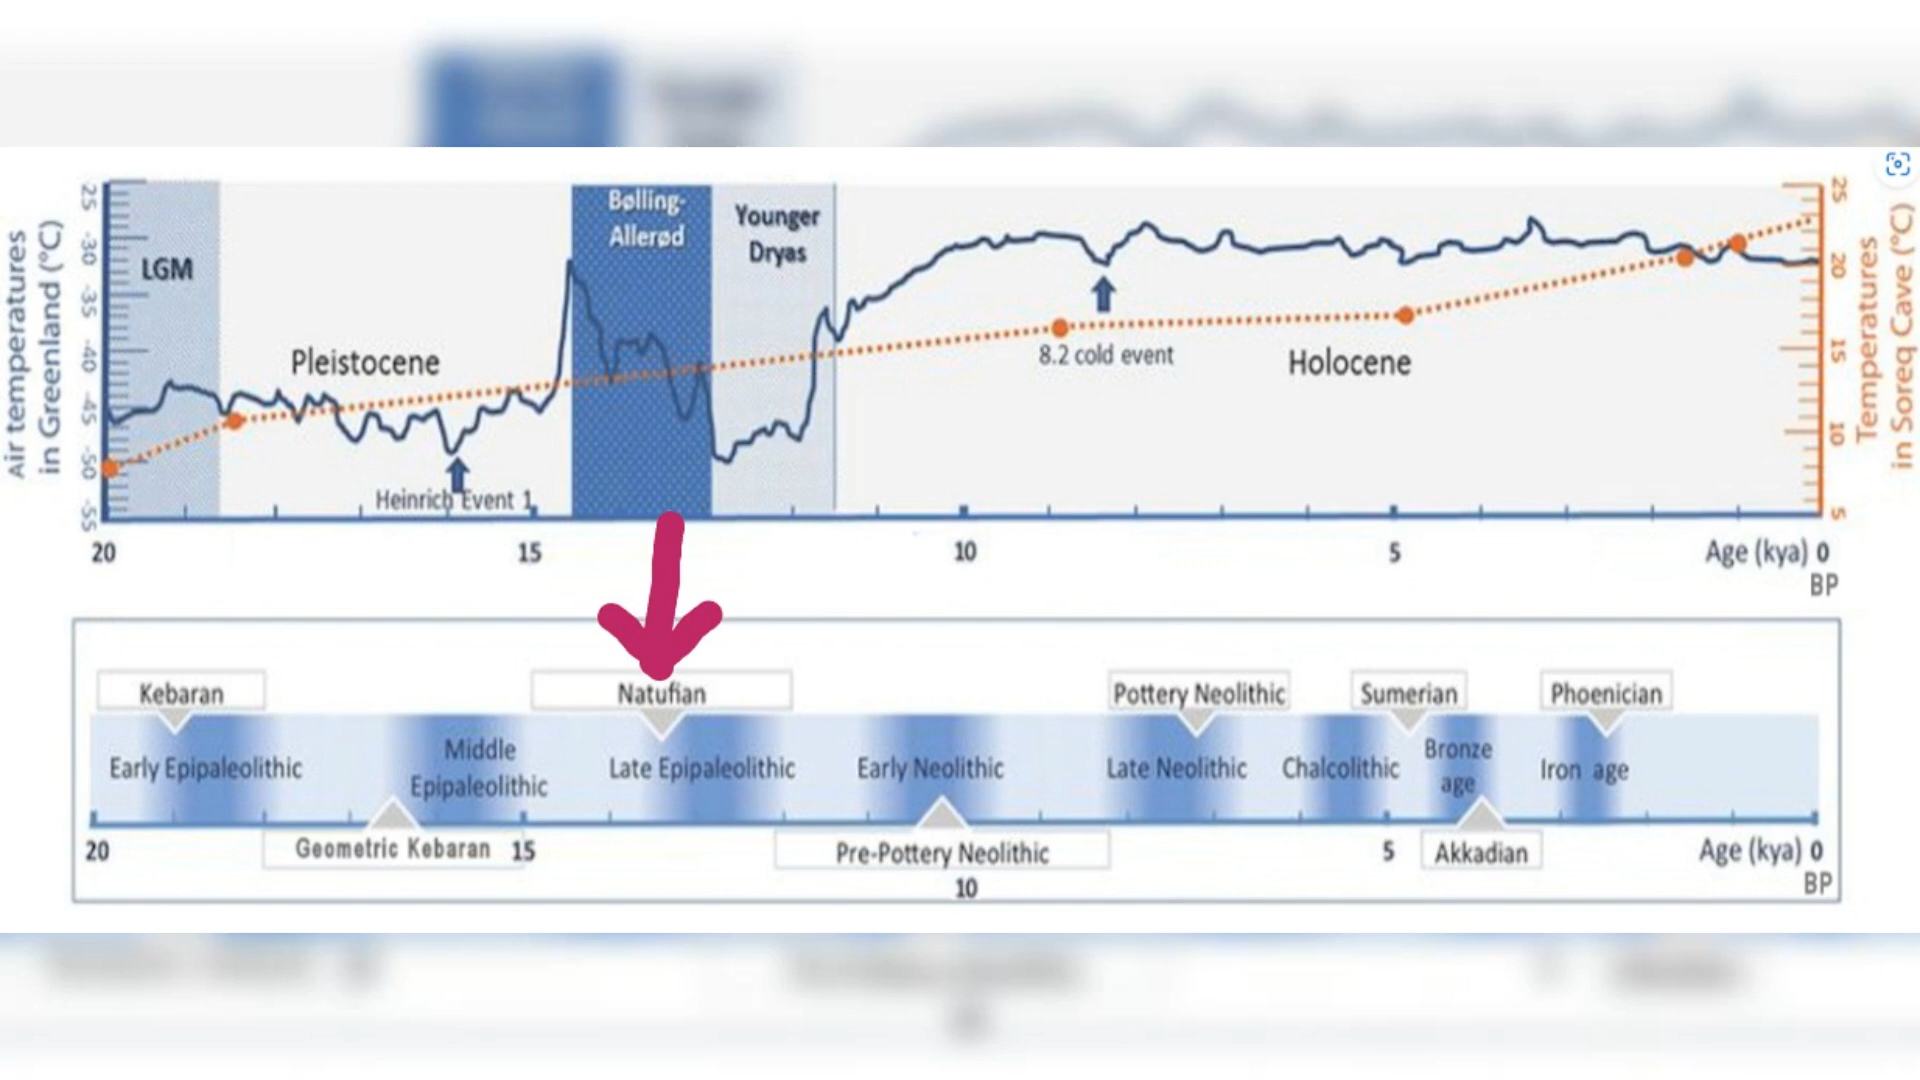 Air temperatures
in Greenland (°C)
25
-30
-35
-40
-45
-50
-55
LGM
Pleistocene
Heinrich Event 1
Bølling-
Allerød
Younger
Dryas
8.2 cold event
Holocene
25
20
15
10
5
Temperatures
in Soreq Cave (°C)
20
15
10
5
Age (kya) 0
BP
Kebaran
Natufian
Pottery Neolithic
Sumerian
Phoenician
Early Epipaleolithic
Middle
Epipaleolithic
Late Epipaleolithic
Early Neolithic
Late Neolithic
Chalcolithic
Bronze
age
Iron age
20
Geometric Kebaran
15
Pre-Pottery Neolithic
10
5
Akkadian
Age (kya) 0
BP